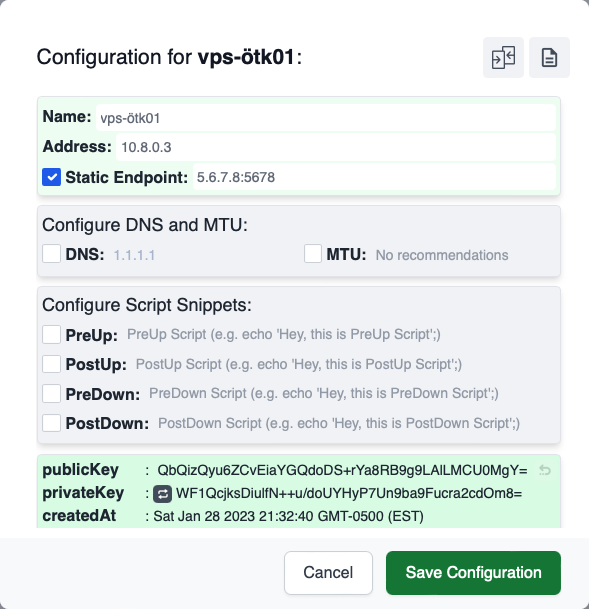 Configuration for vps-ötk01:
Name: vps-ötk01
Address: 10.8.0.3
Static Endpoint: 5.6.7.8:5678
Configure DNS and MTU:
DNS: 1.1.1.1 MTU: No recommendations
Configure Script Snippets:
PreUp: PreUp Script (e.g. echo 'Hey, this is PreUp Script';)
PostUp: PostUp Script (e.g. echo 'Hey, this is PostUp Script';)
PreDown: PreDown Script (e.g. echo 'Hey, this is PreDown Script';)
PostDown: PostDown Script (e.g. echo 'Hey, this is PostDown Script';)
publicKey : QbQizQyu6ZCvEiaYGQdoDS+rYa8RB9g9LAlLMCU0MgY=
privateKey : WF1QcjksDiulfN++u/doUYHyP7Un9ba9Fucra2cdOm8=
createdAt : Sat Jan 28 2023 21:32:40 GMT-0500 (EST)
Cancel Save Configuration